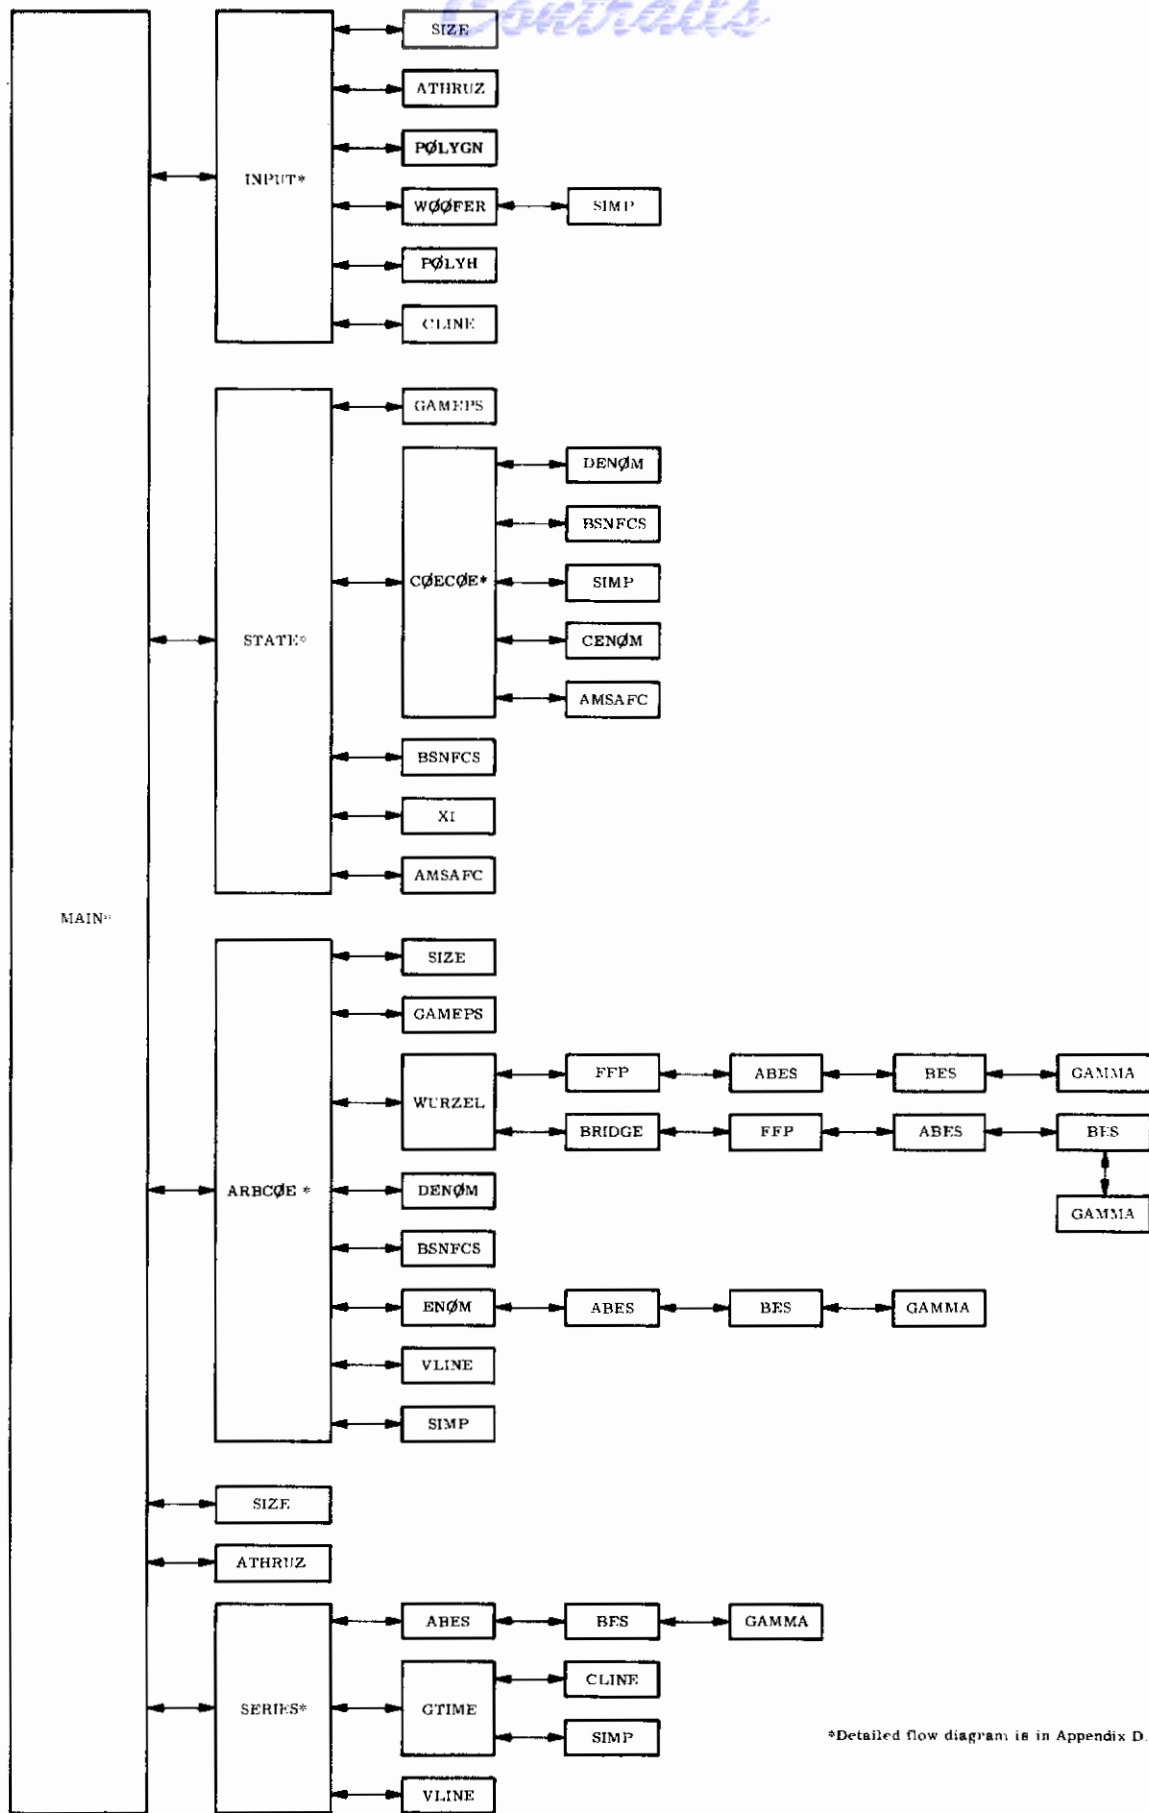 Contrails
SIZE
ATHRUZ
PØLYGN
INPUT*
WØØFER
SIMP
PØLYH
CLINE
GAMEPS
DENØM
BSNFCS
CØECØE*
SIMP
STATE*
CENØM
AMSAFC
BSNFCS
XI
AMSAFC
MAIN*
SIZE
GAMEPS
FFP
ABES
BES
GAMMA
WURZEL
BRIDGE
FFP
ABES
BES
ARBCØE *
DENØM
GAMMA
BSNFCS
ENØM
ABES
BES
GAMMA
VLINE
SIMP
SIZE
ATHRUZ
ABES
BES
GAMMA
CLINE
SERIES*
GTIME
SIMP
*Detailed flow diagram is in Appendix D.
VLINE